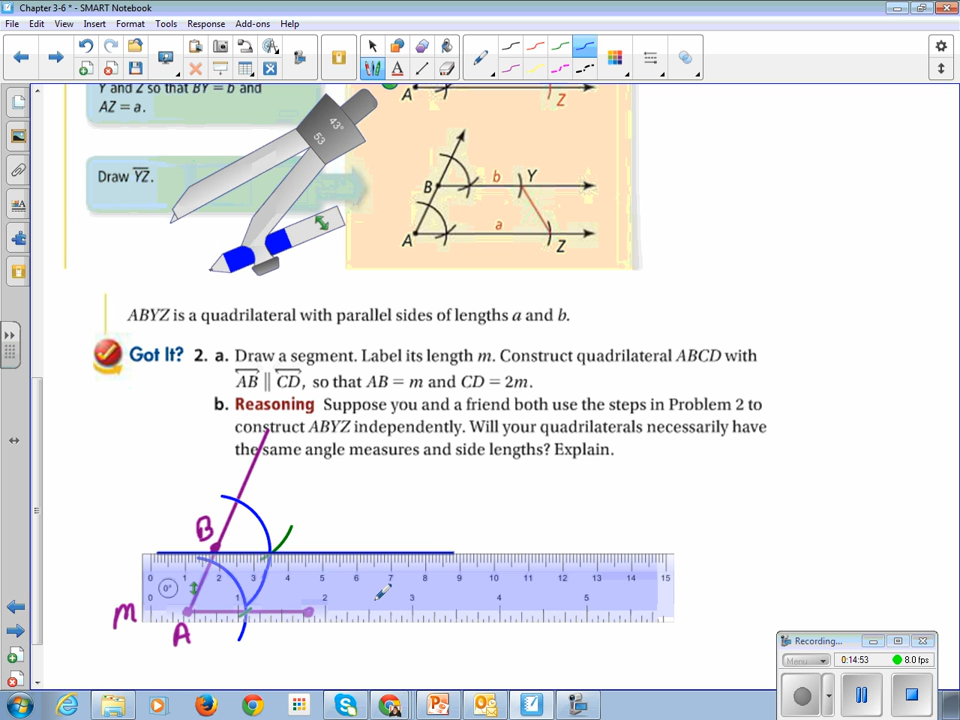 Chapter 3-6 * - SMART Notebook
File Edit View Insert Format Tools Response Add-ons Help
Y and Z so that BY = b and
AZ = a.
A
Z
43°
53
Draw YZ.
B b Y
A a Z
ABYZ is a quadrilateral with parallel sides of lengths a and b.
Got It? 2. a. Draw a segment. Label its length m. Construct quadrilateral ABCD with
AB || CD, so that AB = m and CD = 2m.
b. Reasoning Suppose you and a friend both use the steps in Problem 2 to
construct ABYZ independently. Will your quadrilaterals necessarily have
the same angle measures and side lengths? Explain.
B
0 1 2 3 4 5 6 7 8 9 10 11 12 13 14 15
0°
0 1 2 3 4 5
m
A
Recording...
Menu 0:14:53 8.0 fps